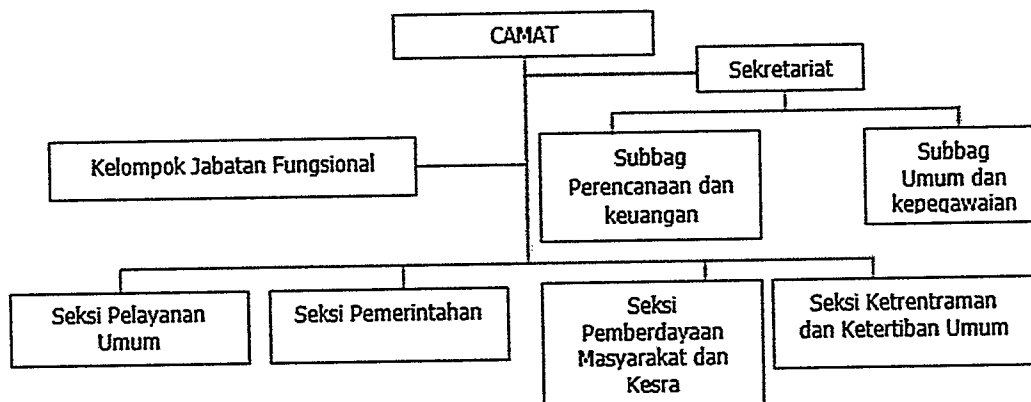 CAMAT
Sekretariat
Kelompok Jabatan Fungsional
Subbag
Perencanaan dan
keuangan
Subbag
Umum dan
kepegawaian
Seksi Pelayanan
Umum
Seksi Pemerintahan
Seksi
Pemberdayaan
Masyarakat dan
Kesra
Seksi Ketrentraman
dan Ketertiban Umum